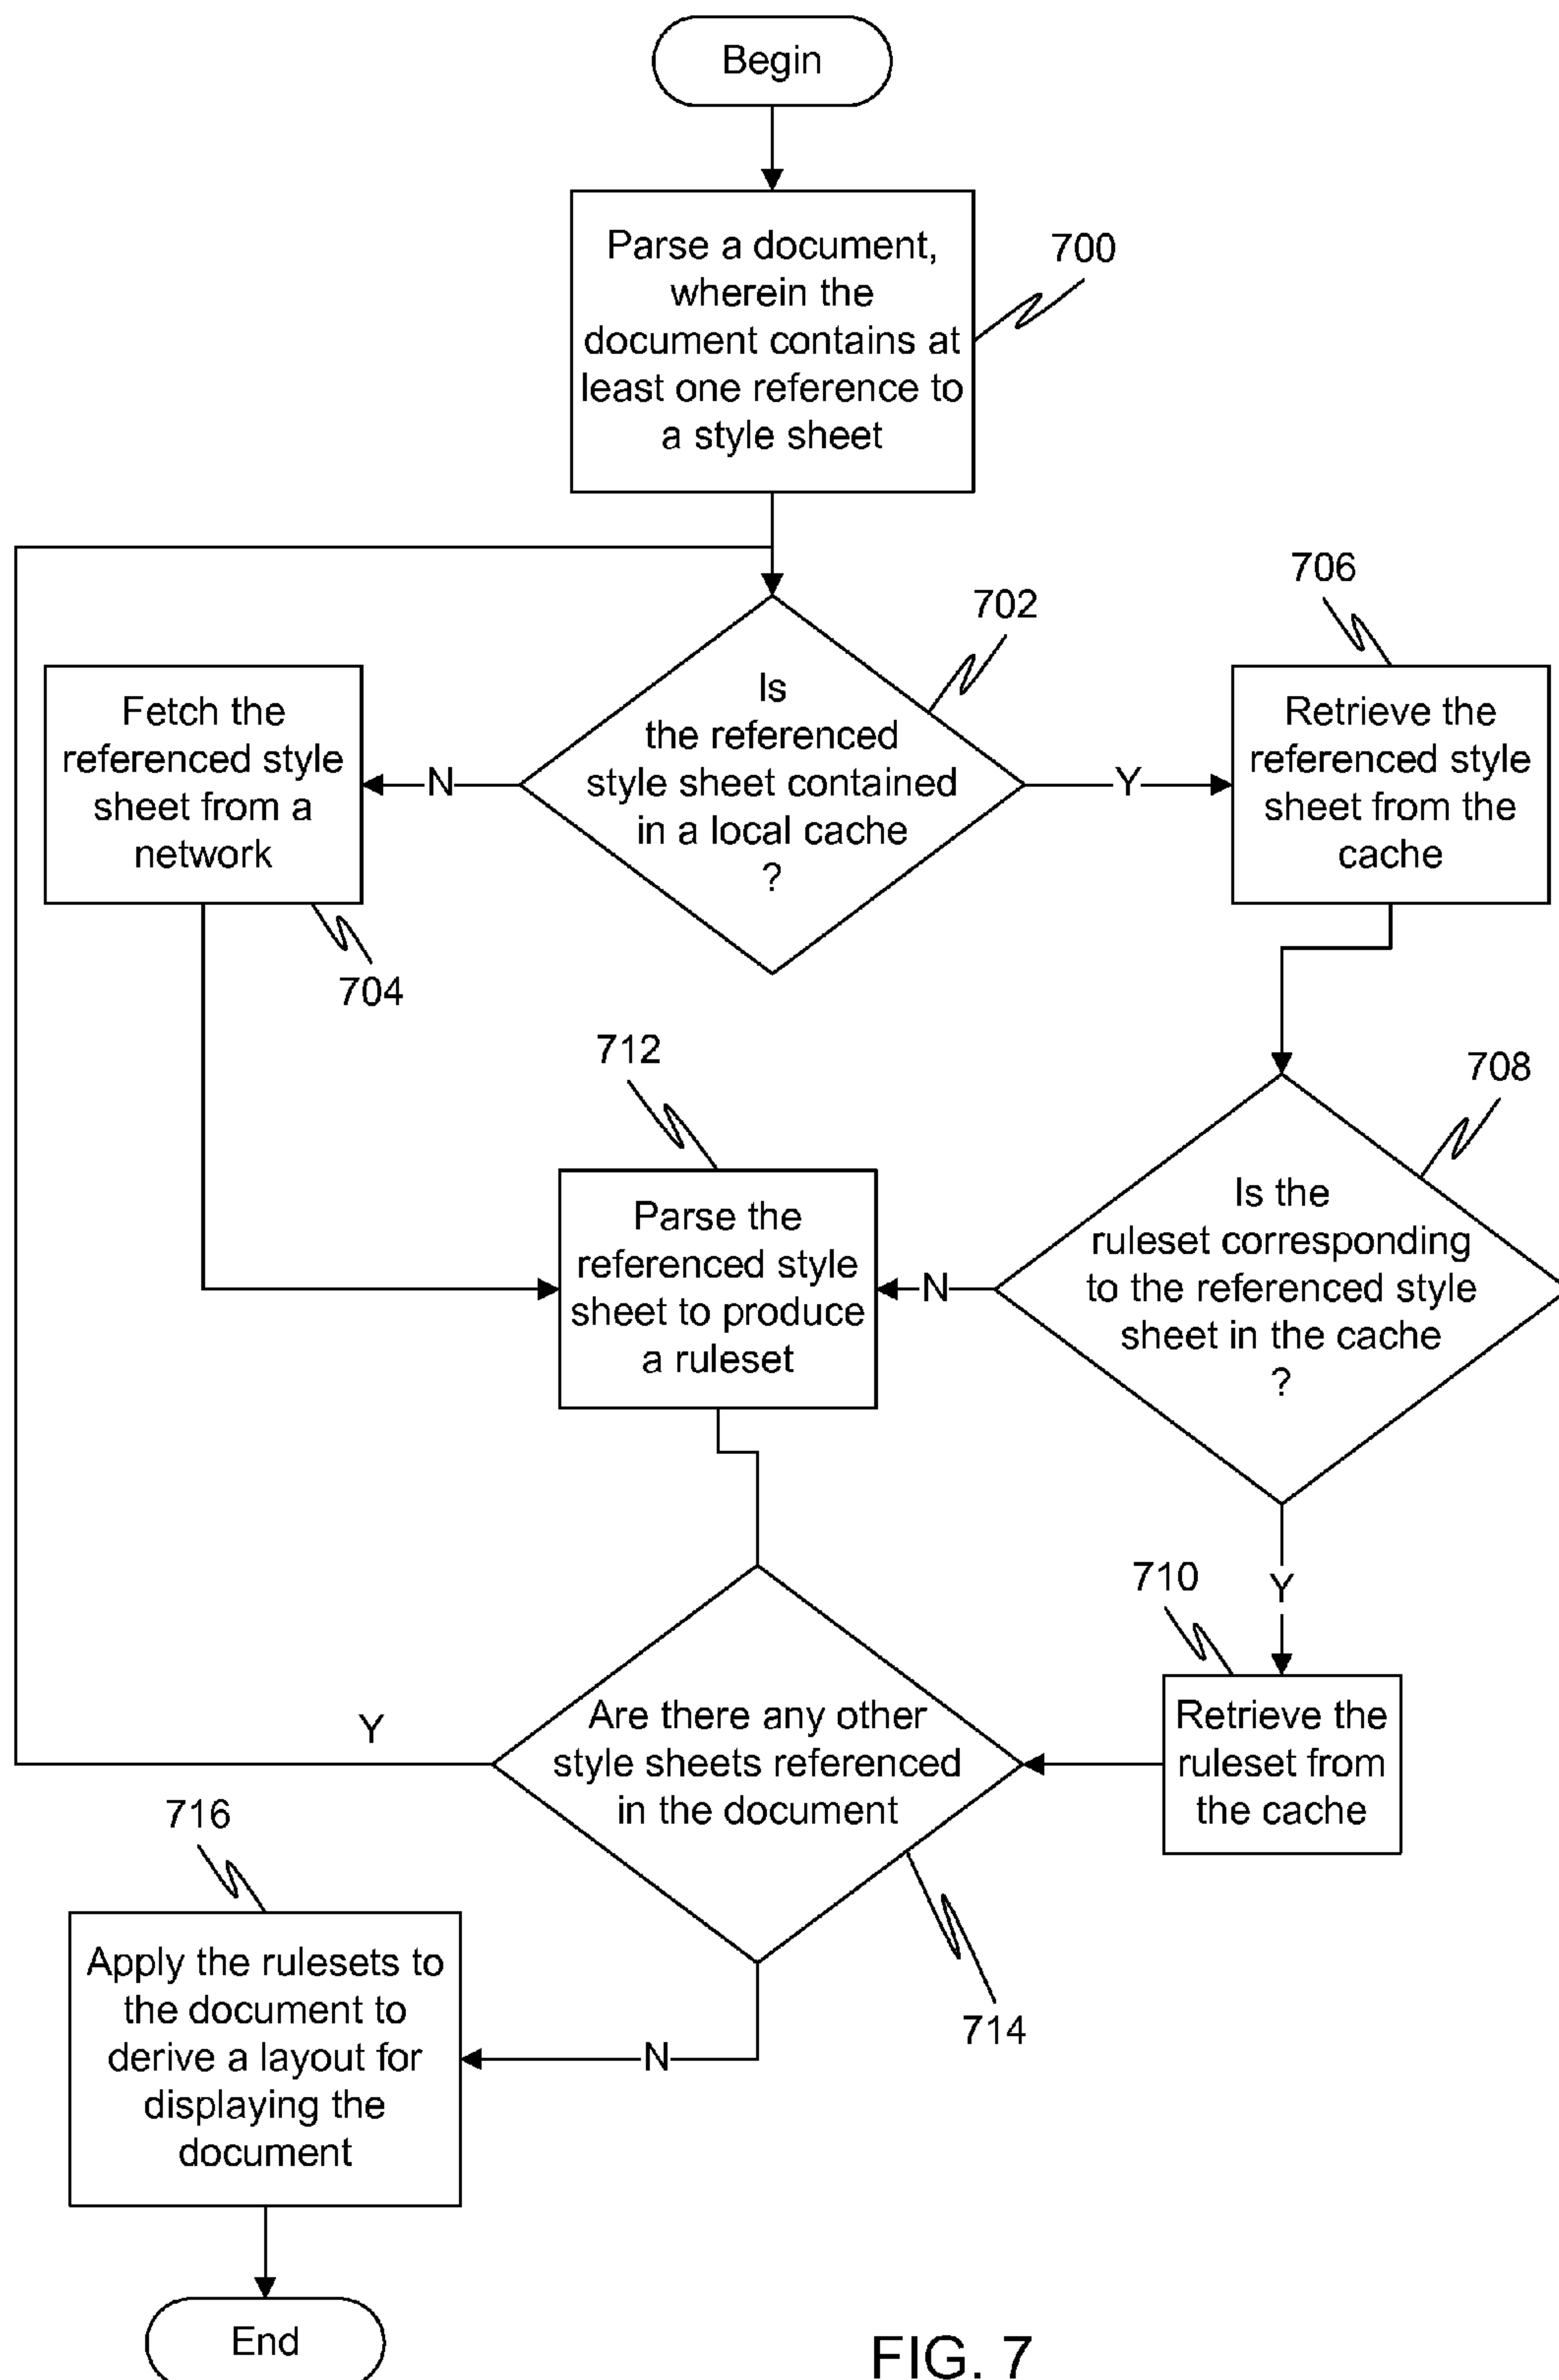 Begin
Parse a document,
wherein the
document contains at
least one reference to
a style sheet
700
702
706
Is
the referenced
style sheet contained
in a local cache
?
Fetch the
referenced style
sheet from a
network
N
Y
Retrieve the
referenced style
sheet from the
cache
704
712
708
Parse the
referenced style
sheet to produce
a ruleset
N
Is the
ruleset corresponding
to the referenced style
sheet in the cache
?
Y
710
Retrieve the
ruleset from
the cache
Are there any other
style sheets referenced
in the document
Y
714
716
N
Apply the rulesets to
the document to
derive a layout for
displaying the
document
End
FIG. 7